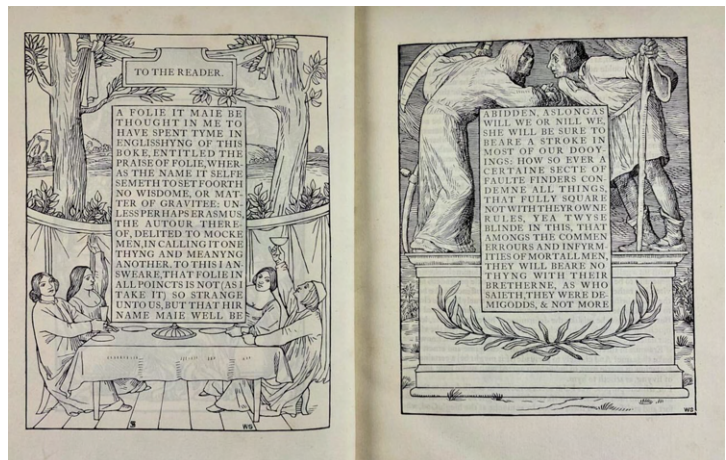 TO THE READER.
A FOLIE IT MAIE BE
THOUGHT IN ME TO
HAVE SPENT TYME IN
ENGLISSHYNG OF THIS
BOKE, ENTITLED THE
PRAISE OF FOLIE, WHER
AS THE NAME IT SELFE
SEMETH TO SET FOORTH
NO WISDOME, OR MAT-
TER OF GRAVITEE: UN-
LESS PERHAPS ERASMUS,
THE AUTOUR THERE-
OF, DELITED TO MOCKE
MEN, IN CALLING IT ONE
THYNG AND MEANYNG
ANOTHER. TO THIS I AN-
SWEARE, THAT FOLIE IN
ALL POINCTS IS NOT (AS I
TAKE IT) SO STRANGE
UNTO US, BUT THAT HIR
NAME MAIE WELL BE
WS
ABIDDEN, AS LONG AS
WILL WE OR NILL WE,
SHE WILL BE SURE TO
BEARE A STROKE IN
MOST OF OUR DOOY-
INGS: HOW SO EVER A
CERTAINE SECTE OF
FAULTE FINDERS CON-
DEMNE ALL THINGS,
THAT FULLY SQUARE
NOT WITH THEYR OWNE
RULES, YEA TWYSE
BLINDE IN THIS, THAT
AMONGS THE COMMEN
ERROURS AND INFYRM-
ITIES OF MORTALL MEN,
THEY WILL BEARE NO
THYNG WITH THEIR
BRETHERNE, AS WHO
SAIETH, THEY WERE DE-
MIGODDS, & NOT MORE
WS